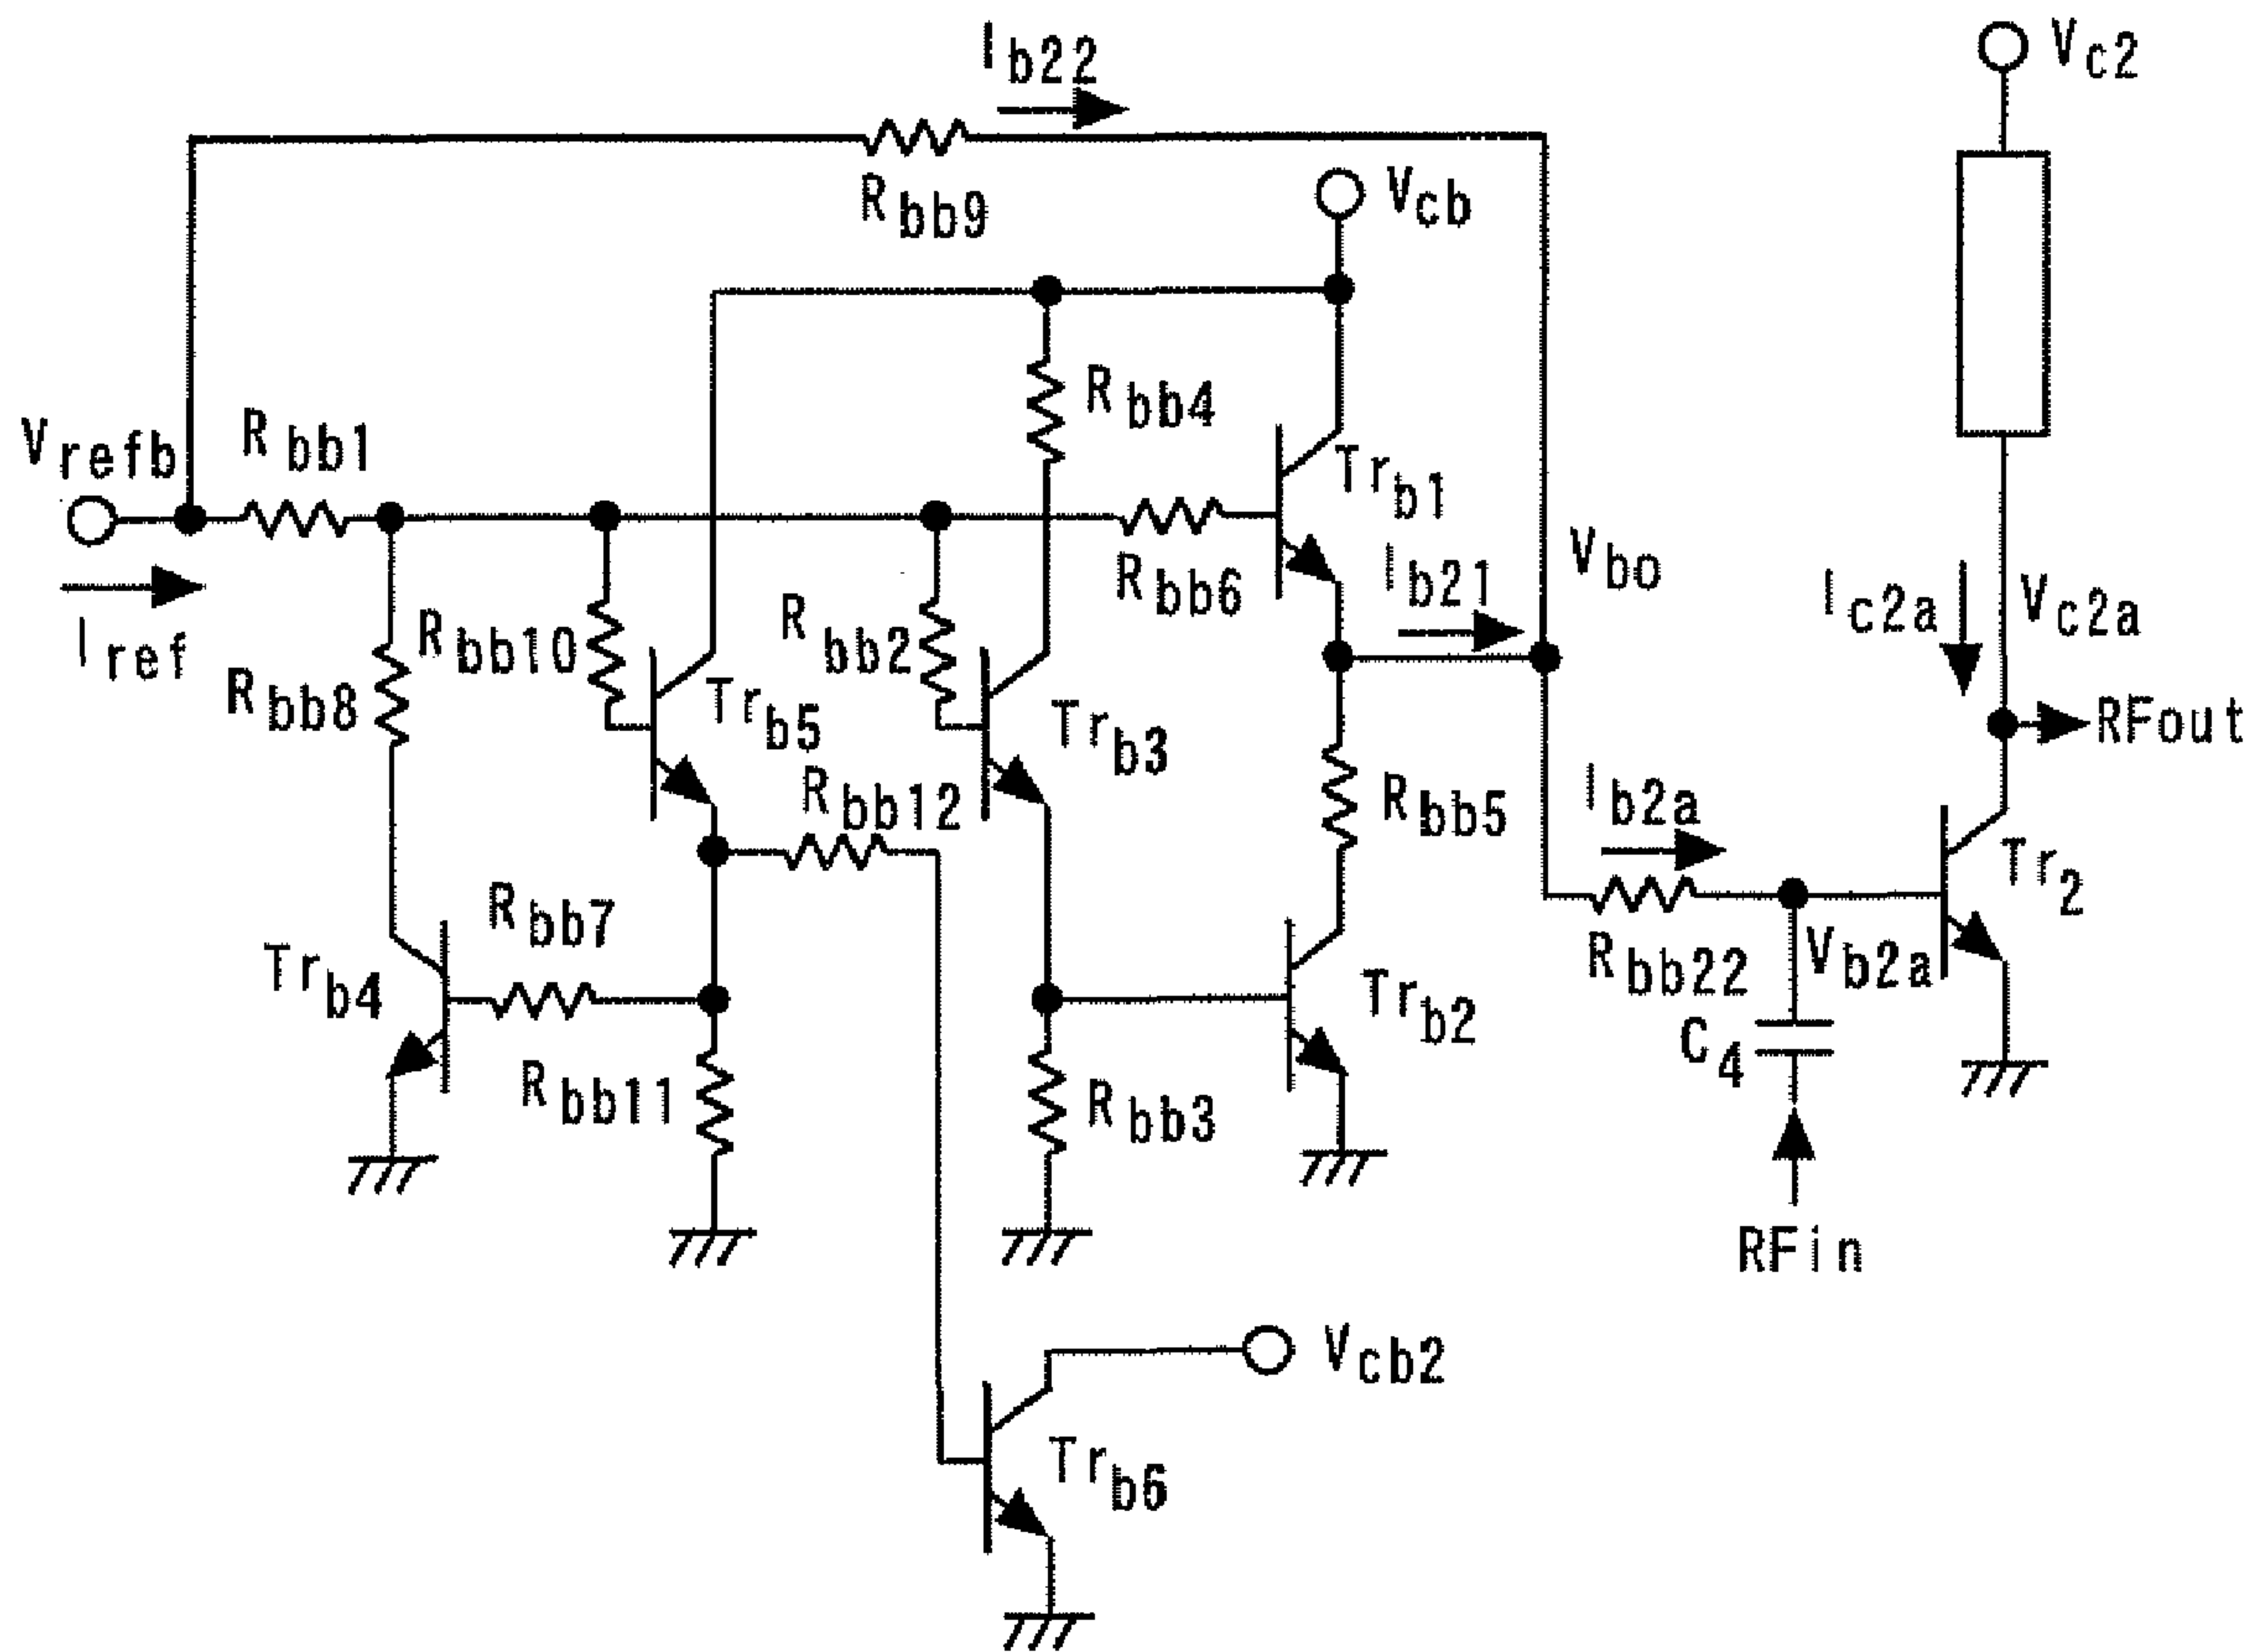 Ib22
Vc2
Rbb9
Vcb
Rbb4
Vrefb
Rbb1
Trb1
Rbb6
Ib21
Vbo
Iref
Rbb8
Rbb10
Rbb2
Trb5
Trb3
Ic2a
Vc2a
RFout
Rbb12
Rbb5
Ib2a
Tr2
Rbb7
Trb4
Trb2
Rbb22
Vb2a
C4
Rbb11
Rbb3
RFin
Vcb2
Trb6